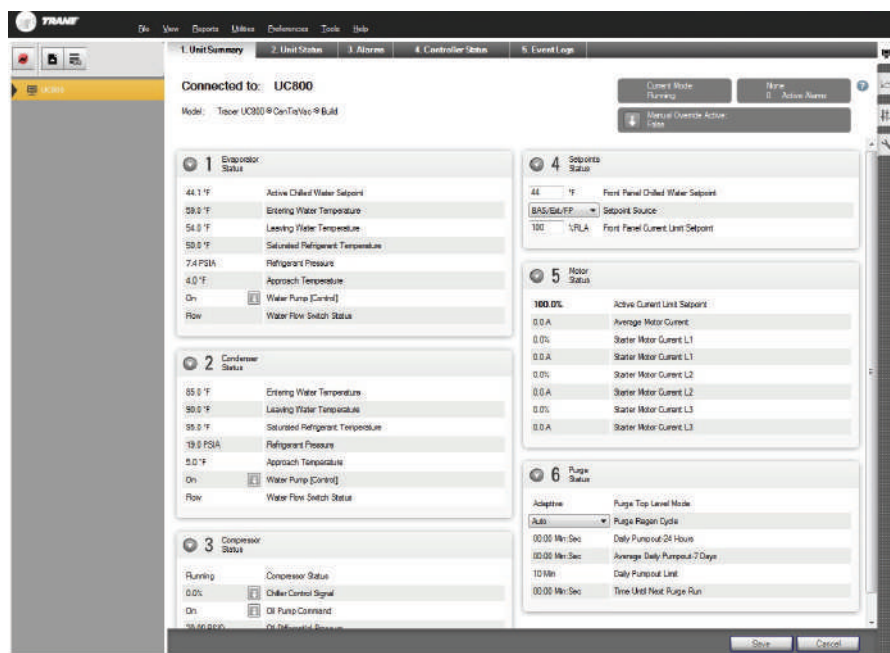 TRANE
File View Reports Utilities Preferences Tools Help
1. Unit Summary 2. Unit Status 3. Alarms 4. Controller Status 5. Event Logs
UC800
Connected to: UC800
Model: Tracer UC800 ® CenTraVac ® Build
Current Mode
Running
None
0 Active Alarms
Manual Override Active:
False
1 Evaporator Status
44.1 °F Active Chilled Water Setpoint
59.0 °F Entering Water Temperature
54.0 °F Leaving Water Temperature
50.0 °F Saturated Refrigerant Temperature
7.4 PSIA Refrigerant Pressure
4.0 °F Approach Temperature
On Water Pump [Control]
Flow Water Flow Switch Status
2 Condenser Status
85.0 °F Entering Water Temperature
90.0 °F Leaving Water Temperature
95.0 °F Saturated Refrigerant Temperature
19.0 PSIA Refrigerant Pressure
5.0 °F Approach Temperature
On Water Pump [Control]
Flow Water Flow Switch Status
3 Compressor Status
Running Compressor Status
0.0% Chiller Control Signal
On Oil Pump Command
Oil Differential Pressure
4 Setpoints Status
44 °F Front Panel Chilled Water Setpoint
BAS/Ext/FP Setpoint Source
100 %RLA Front Panel Current Limit Setpoint
5 Motor Status
100.0% Active Current Limit Setpoint
0.0 A Average Motor Current
0.0% Starter Motor Current L1
0.0 A Starter Motor Current L1
0.0% Starter Motor Current L2
0.0 A Starter Motor Current L2
0.0% Starter Motor Current L3
0.0 A Starter Motor Current L3
6 Purge Status
Adaptive Purge Top Level Mode
Auto Purge Regen Cycle
00:00 Min:Sec Daily Pumpout-24 Hours
00:00 Min:Sec Average Daily Pumpout-7 Days
10 Min Daily Pumpout Limit
00:00 Min:Sec Time Until Next Purge Run
Save Cancel